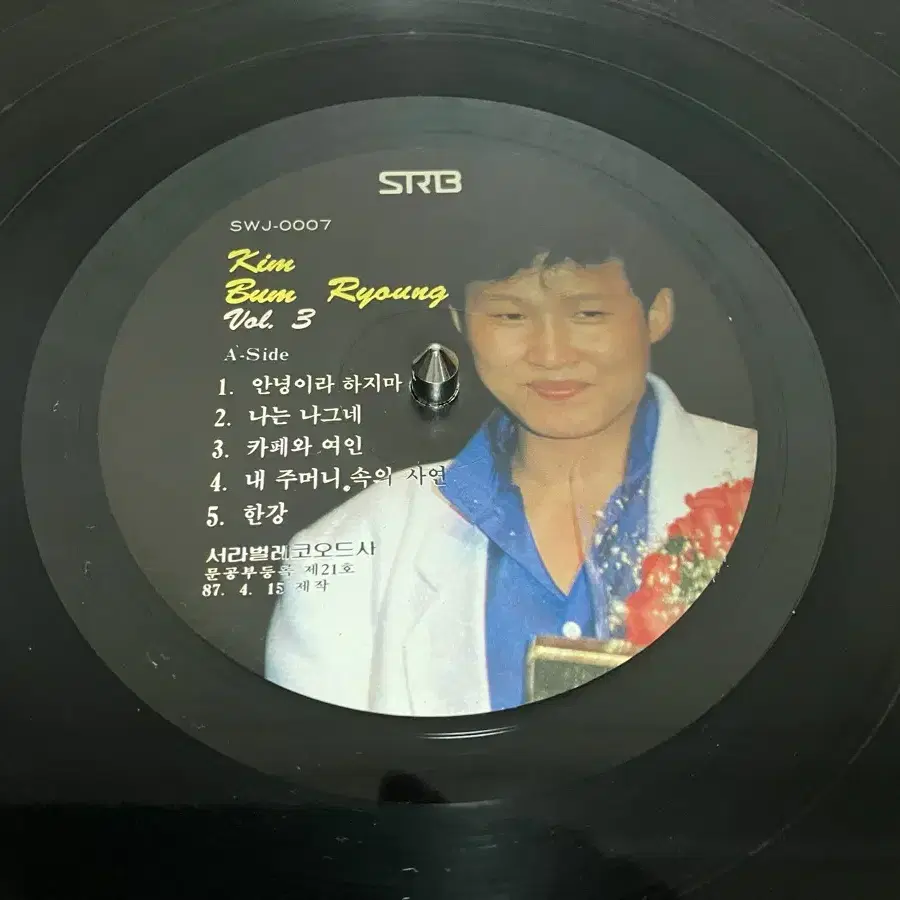 SRB
SWJ-0007
Kim
Bum Ryoung
Vol. 3
A-Side
1. 안녕이라 하지마
2. 나는 나그네
3. 카페와 여인
4. 내 주머니 속의 사연
5. 한강
서라벌레코오드사
문공부등록 제21호
87. 4. 15 제작